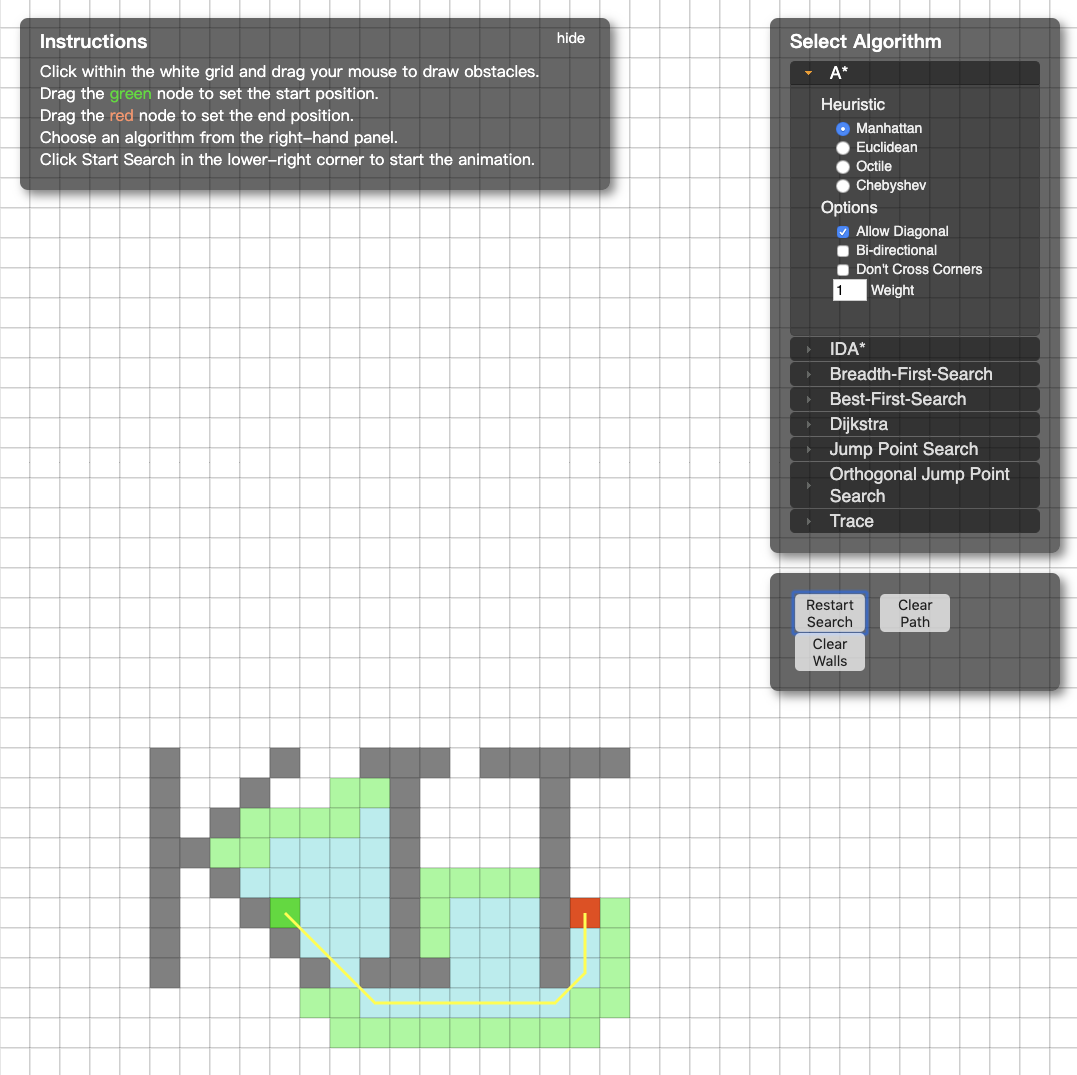 Instructions
hide
Click within the white grid and drag your mouse to draw obstacles.
Drag the green node to set the start position.
Drag the red node to set the end position.
Choose an algorithm from the right-hand panel.
Click Start Search in the lower-right corner to start the animation.
Select Algorithm
A*
Heuristic
Manhattan
Euclidean
Octile
Chebyshev
Options
Allow Diagonal
Bi-directional
Don't Cross Corners
1 Weight
IDA*
Breadth-First-Search
Best-First-Search
Dijkstra
Jump Point Search
Orthogonal Jump Point
Search
Trace
Restart
Search
Clear
Path
Clear
Walls
KIT